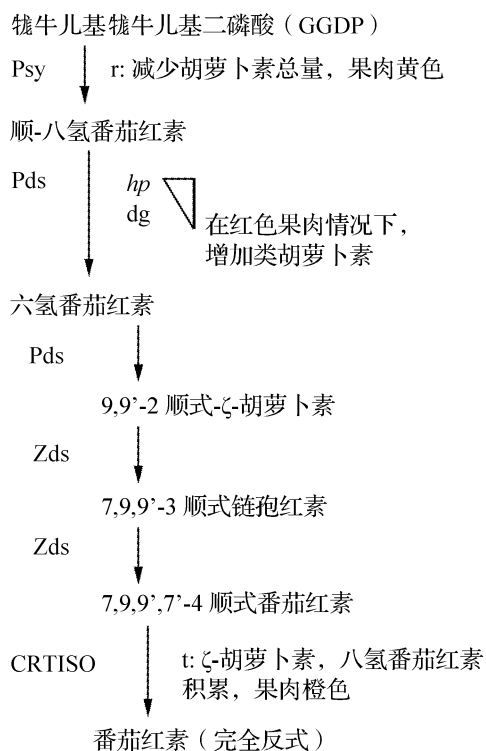 牻牛儿基牻牛儿基二磷酸（GGDP）
Psy r: 减少胡萝卜素总量，果肉黄色
顺-八氢番茄红素
Pds hp
dg
在红色果肉情况下，
增加类胡萝卜素
六氢番茄红素
Pds
9,9’-2 顺式-ζ-胡萝卜素
Zds
7,9,9’-3 顺式链孢红素
Zds
7,9,9’,7’-4 顺式番茄红素
CRTISO t: ζ-胡萝卜素，八氢番茄红素
积累，果肉橙色
番茄红素（完全反式）